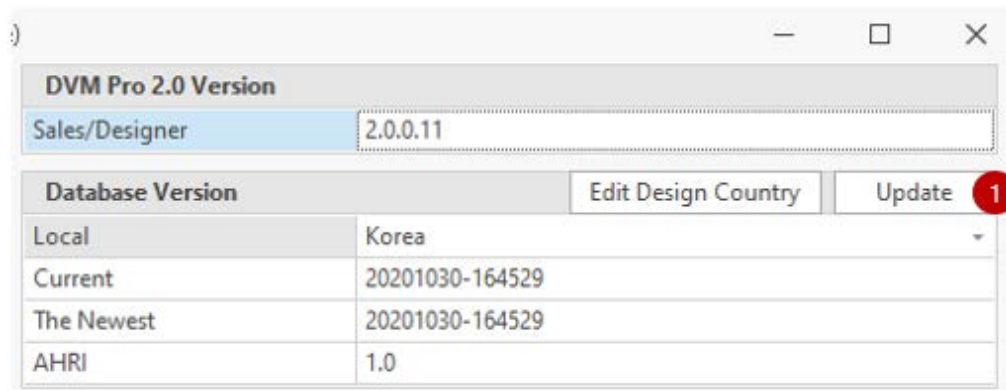 :)
DVM Pro 2.0 Version
Sales/Designer 2.0.0.11
Database Version Edit Design Country Update 1
Local Korea
Current 20201030-164529
The Newest 20201030-164529
AHRI 1.0